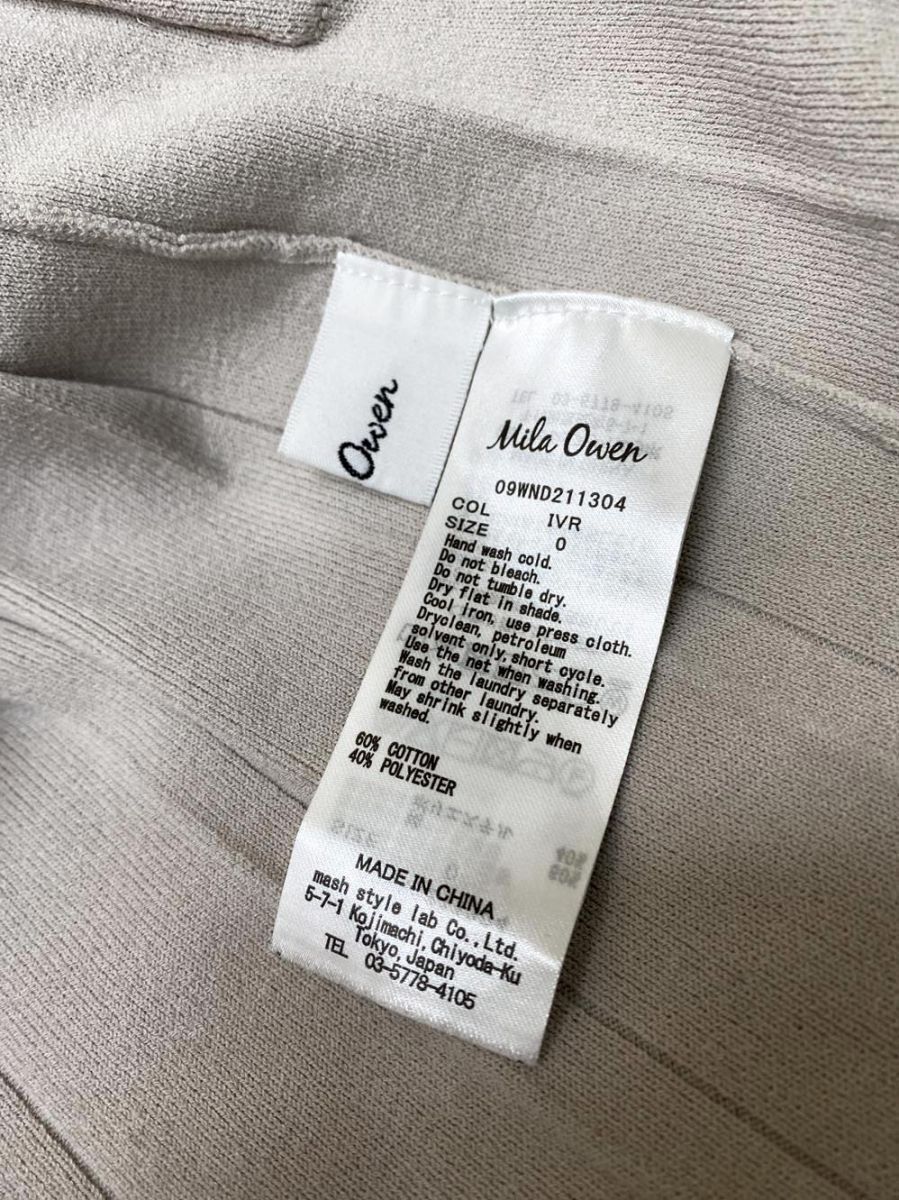 Owen
Mila Owen
09WND211304
COL IVR
SIZE 0
Hand wash cold.
Do not bleach.
Do not tumble dry.
Dry flat in shade.
Cool iron, use press cloth.
Dryclean, petroleum
solvent only,short cycle.
Use the net when washing.
Wash the laundry separately
from other laundry.
May shrink slightly when
washed.
60% COTTON
40% POLYESTER
MADE IN CHINA
mash style lab Co.,Ltd.
5-7-1 Kojimachi,Chiyoda-Ku
Tokyo,Japan
TEL 03-5778-4105